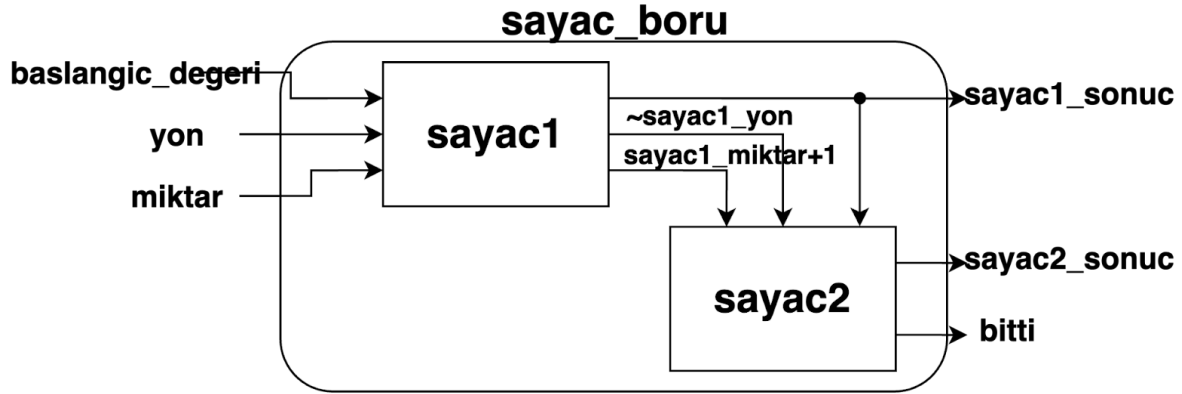 sayac_boru
baslangic_degeri
yon
miktar
sayac1
~sayac1_yon
sayac1_miktar+1
sayac1_sonuc
sayac2
sayac2_sonuc
bitti